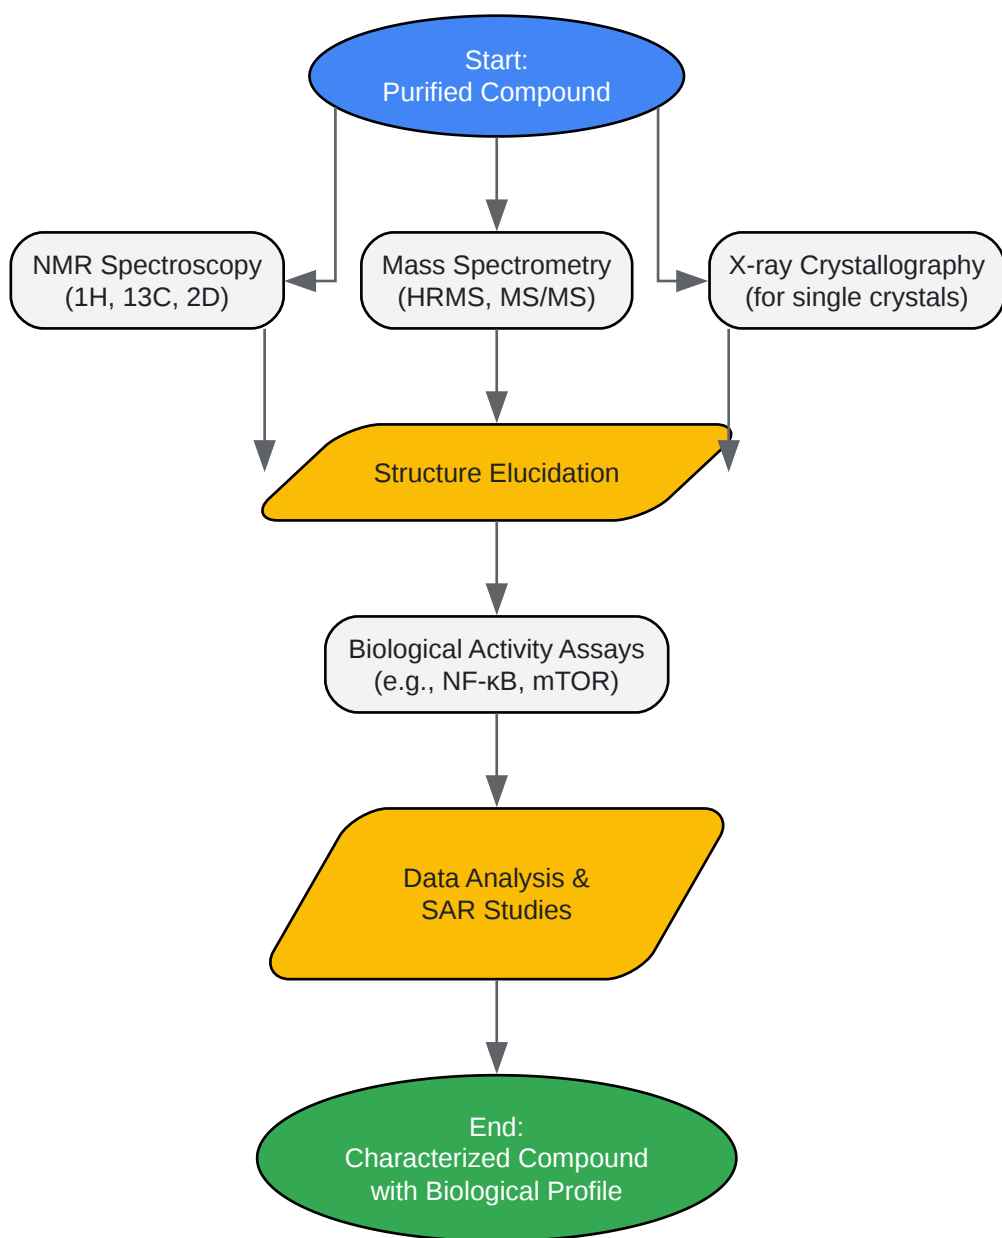 Start:
Purified Compound
NMR Spectroscopy
(1H, 13C, 2D)
Mass Spectrometry
(HRMS, MS/MS)
X-ray Crystallography
(for single crystals)
Structure Elucidation
Biological Activity Assays
(e.g., NF-κB, mTOR)
Data Analysis &
SAR Studies
End:
Characterized Compound
with Biological Profile